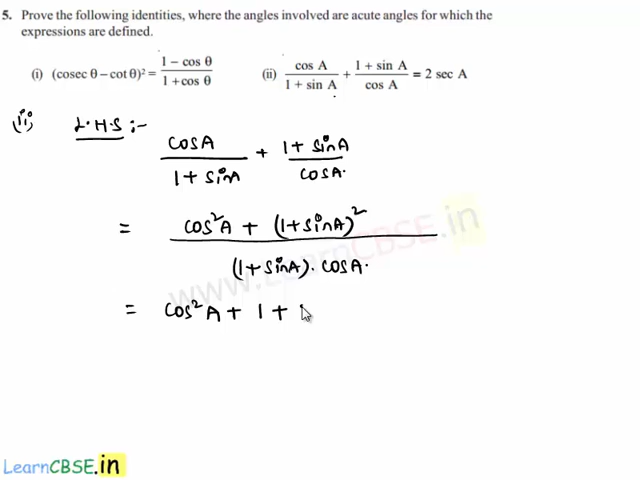 5. Prove the following identities, where the angles involved are acute angles for which the expressions are defined.
(i) (cosec θ – cot θ)² = (1 – cos θ)/(1 + cos θ) (ii) cos A/(1 + sin A) + (1 + sin A)/cos A = 2 sec A
(ii) L.H.S :-
cosA/(1 + sinA) + (1 + sinA)/cosA.
= (cos²A + (1+sinA)²)/((1+sinA). cosA.)
= cos²A + 1 +
www.LearnCBSE.in
LearnCBSE.in